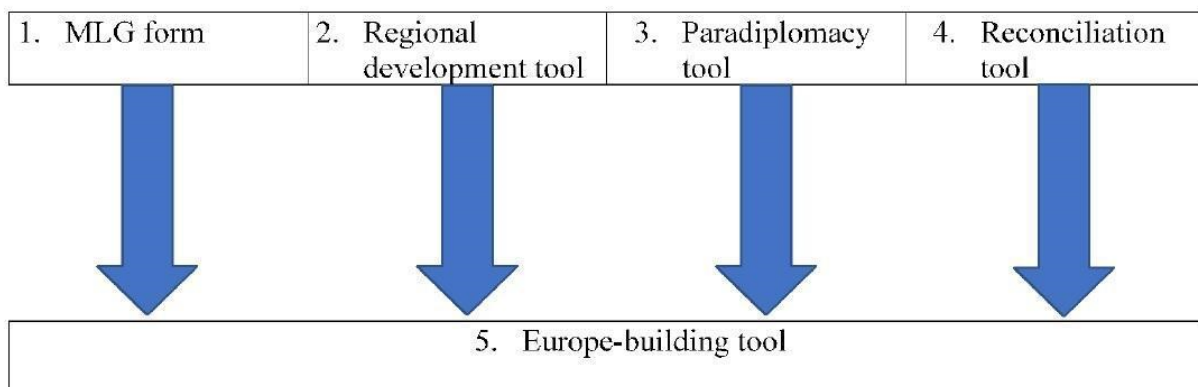 1. MLG form
2. Regional
development tool
3. Paradiplomacy
tool
4. Reconciliation
tool
5. Europe-building tool